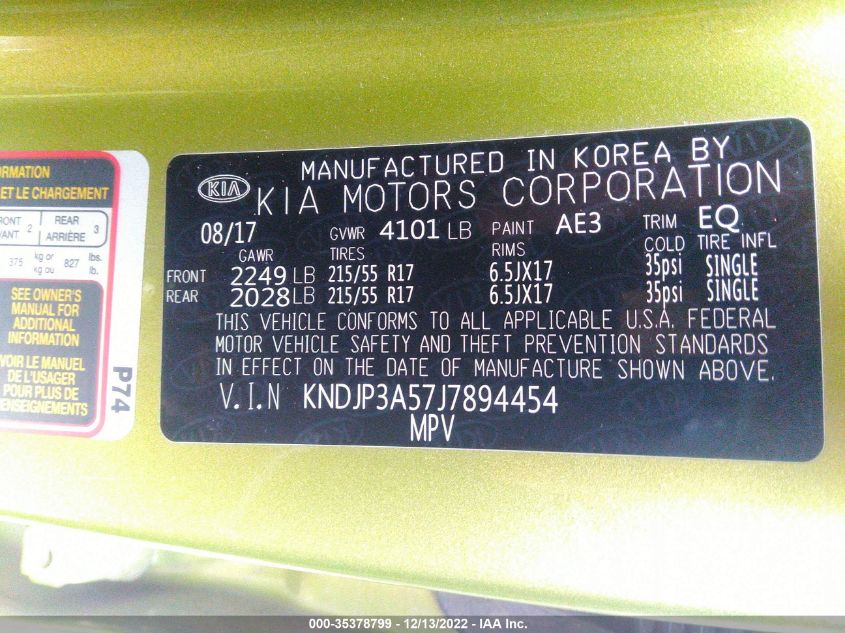 ORMATION
ET LE CHARGEMENT
FRONT 2 REAR 3
ARRIÈRE
375 kg or 827 lbs.
kg ou lb.
SEE OWNER'S
MANUAL FOR
ADDITIONAL
INFORMATION
VOIR LE MANUEL
DE L'USAGER
POUR PLUS DE
ENSEIGNEMENTS
P74
KIA
MANUFACTURED IN KOREA BY
KIA MOTORS CORPORATION
08/17 GVWR 4101 LB PAINT AE3 TRIM EQ
GAWR TIRES RIMS COLD TIRE INFL
FRONT 2249 LB 215/55 R17 6.5JX17 35psi SINGLE
REAR 2028 LB 215/55 R17 6.5JX17 35psi SINGLE
THIS VEHICLE CONFORMS TO ALL APPLICABLE U.S.A. FEDERAL
MOTOR VEHICLE SAFETY AND THEFT PREVENTION STANDARDS
IN EFFECT ON THE DATE OF MANUFACTURE SHOWN ABOVE.
V.I.N KNDJP3A57J7894454
MPV
000-35378799 - 12/13/2022 - IAA Inc.